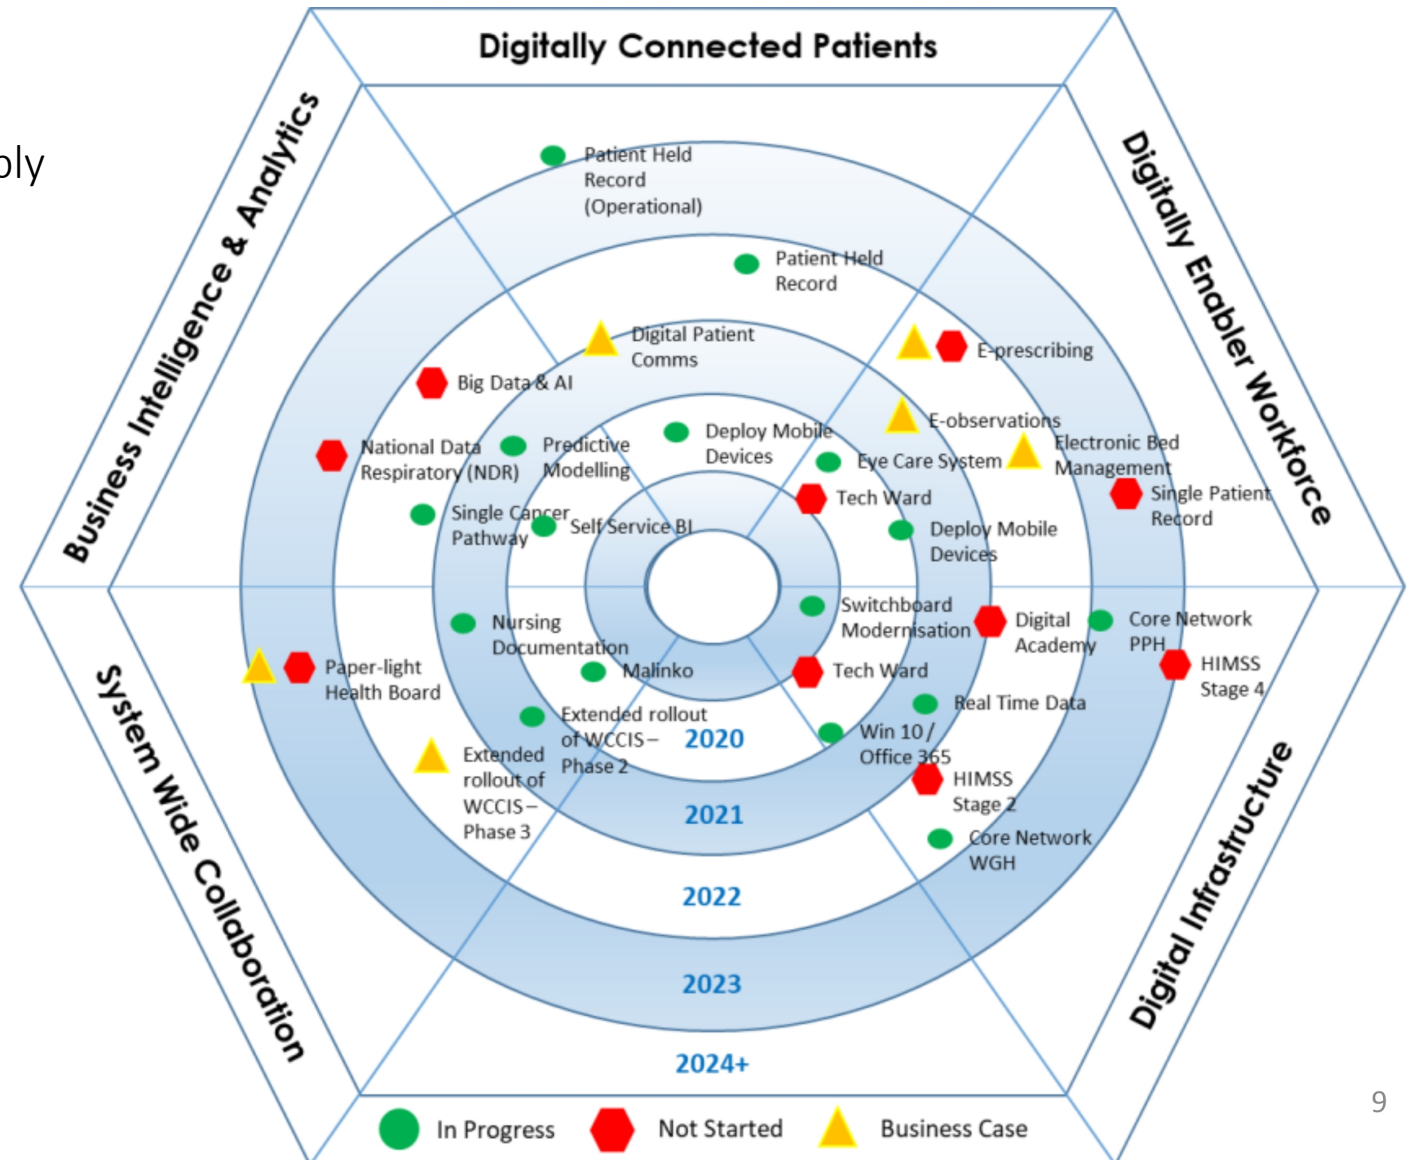 Digitally Connected Patients
Business Intelligence & Analytics
Digitally Enabler Workforce
System Wide Collaboration
Digital Infrastructure
Patient Held
Record
(Operational)
Patient Held
Record
Digital Patient
Comms
Deploy Mobile
Devices
E-prescribing
E-observations
Electronic Bed
Management
Eye Care System
Tech Ward
Single Patient
Record
Deploy Mobile
Devices
Big Data & AI
National Data
Respiratory (NDR)
Predictive
Modelling
Single Cancer
Pathway
Self Service BI
Nursing
Documentation
Malinko
Paper-light
Health Board
Extended rollout
of WCCIS–
Phase 2
Extended
rollout of
WCCIS–
Phase 3
Switchboard
Modernisation
Digital
Academy
Core Network
PPH
HIMSS
Stage 4
Tech Ward
Real Time Data
Win 10 /
Office 365
HIMSS
Stage 2
Core Network
WGH
2020
2021
2022
2023
2024+
In Progress
Not Started
Business Case
9